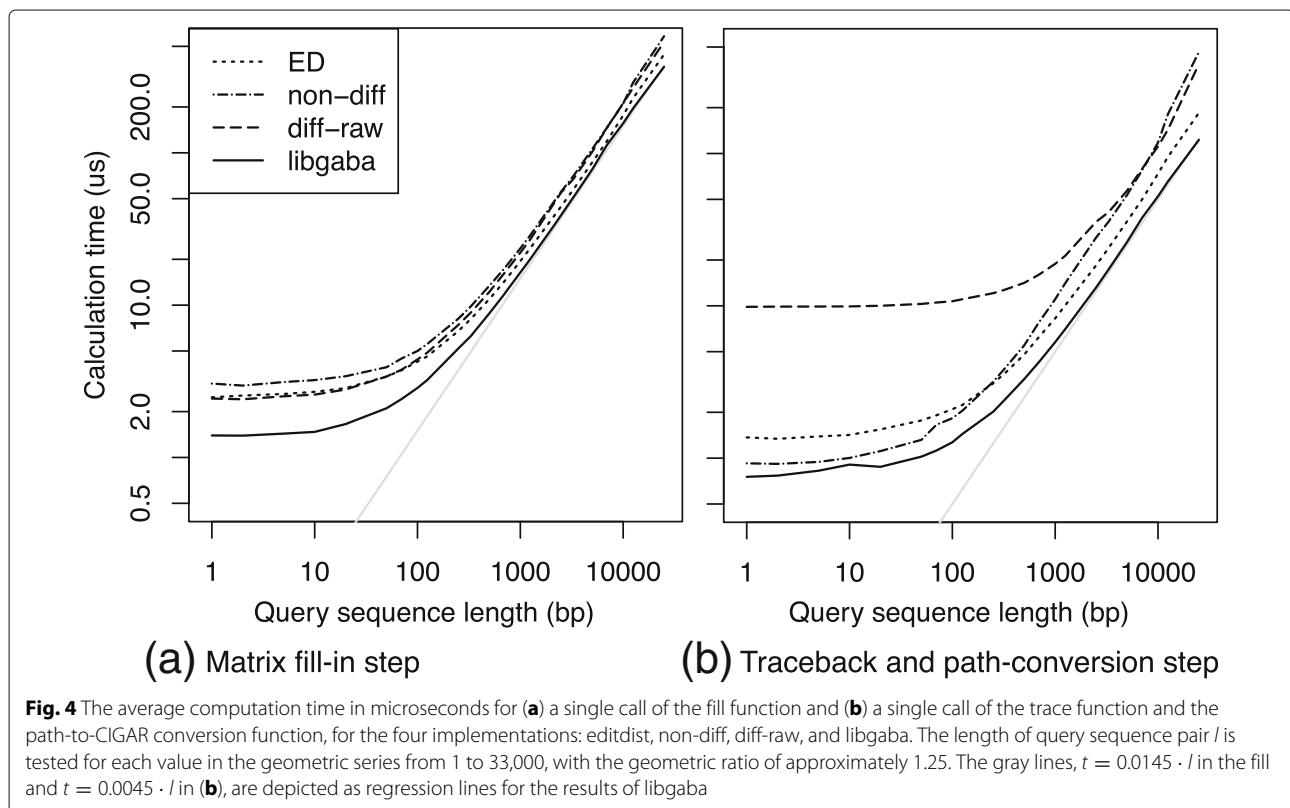 ED
non-diff
diff-raw
libgaba
Calculation time (us)
0.5 2.0 10.0 50.0 200.0
1 10 100 1000 10000
1 10 100 1000 10000
Query sequence length (bp)
Query sequence length (bp)
(a) Matrix fill-in step
(b) Traceback and path-conversion step
Fig. 4 The average computation time in microseconds for (a) a single call of the fill function and (b) a single call of the trace function and the
path-to-CIGAR conversion function, for the four implementations: editdist, non-diff, diff-raw, and libgaba. The length of query sequence pair l is
tested for each value in the geometric series from 1 to 33,000, with the geometric ratio of approximately 1.25. The gray lines, t = 0.0145 · l in the fill
and t = 0.0045 · l in (b), are depicted as regression lines for the results of libgaba